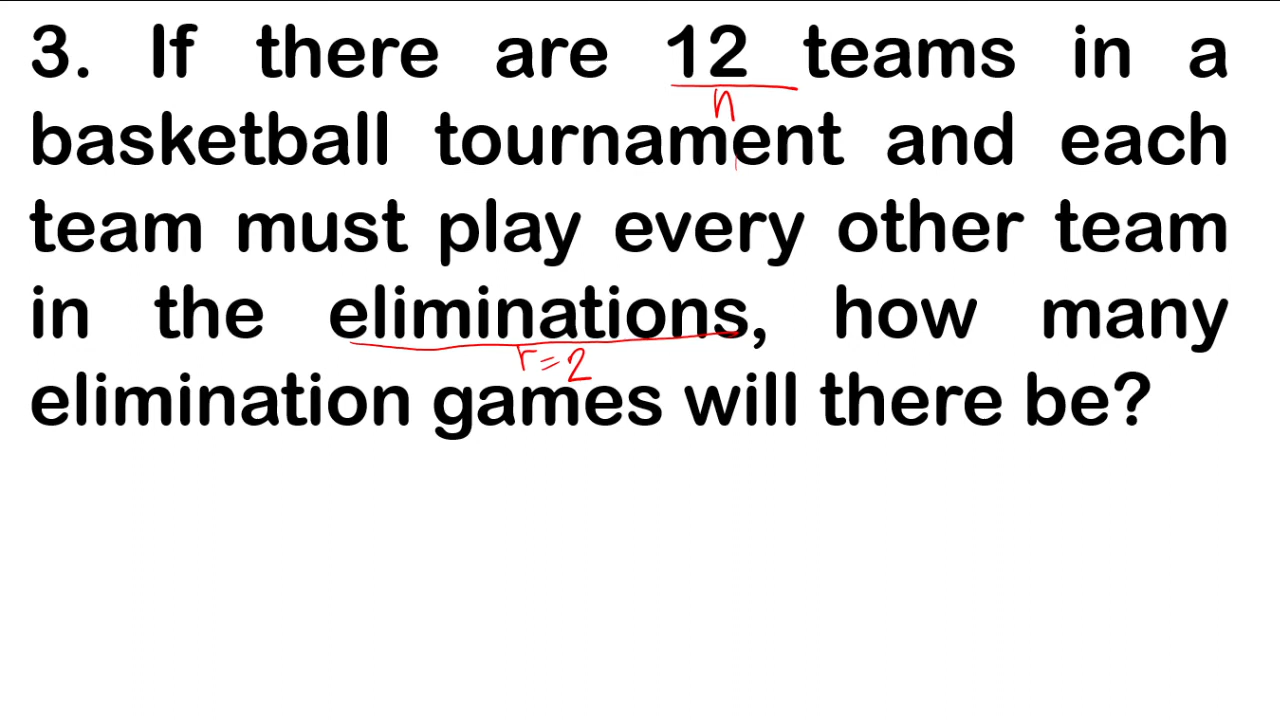 3. If there are 12 teams in a
n
basketball tournament and each
team must play every other team
in the eliminations, how many
r=2
elimination games will there be?